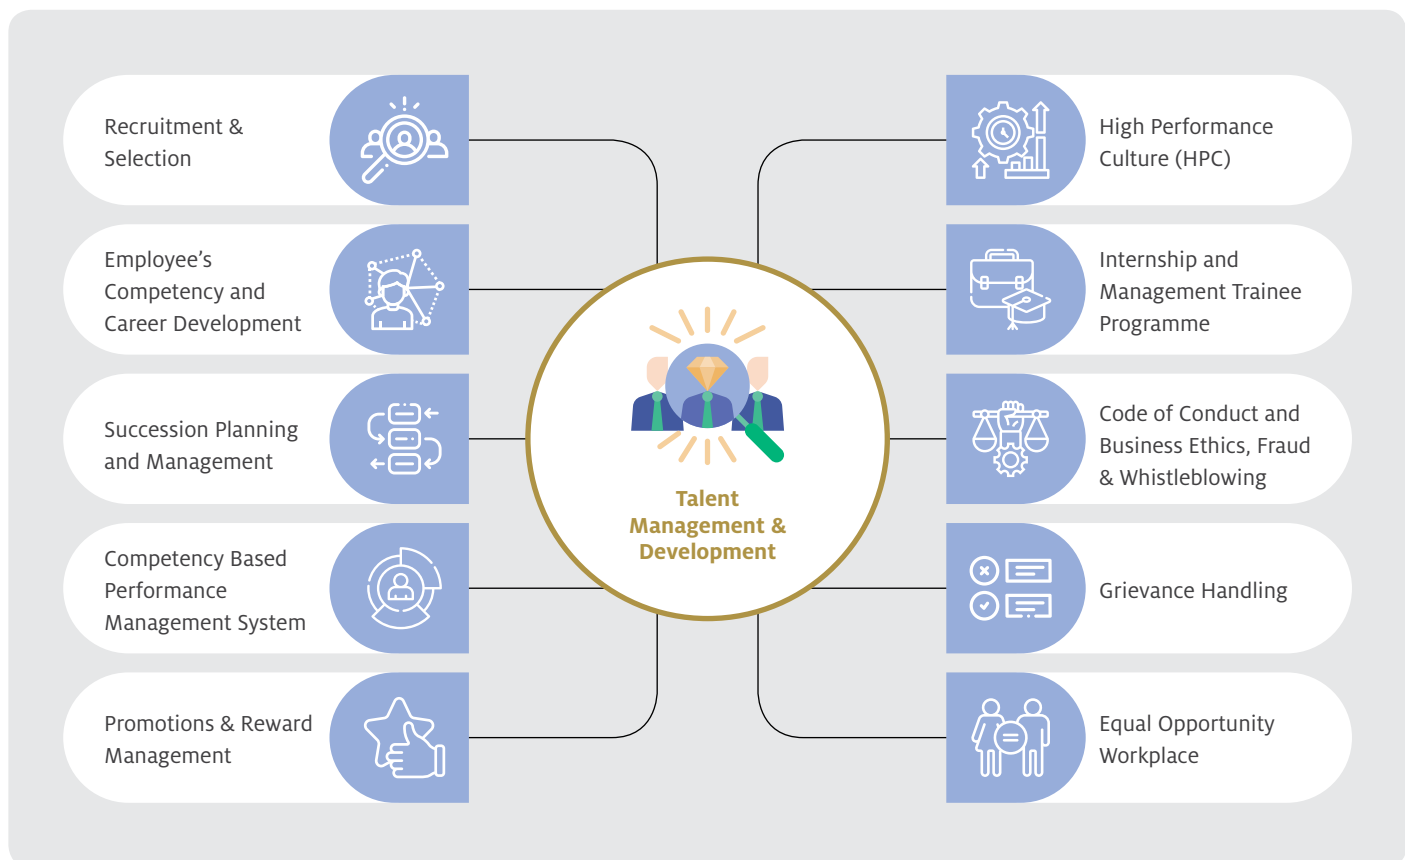 Recruitment &
Selection
Employee’s
Competency and
Career Development
Succession Planning
and Management
Competency Based
Performance
Management System
Promotions & Reward
Management
Talent
Management &
Development
High Performance
Culture (HPC)
Internship and
Management Trainee
Programme
Code of Conduct and
Business Ethics, Fraud
& Whistleblowing
Grievance Handling
Equal Opportunity
Workplace